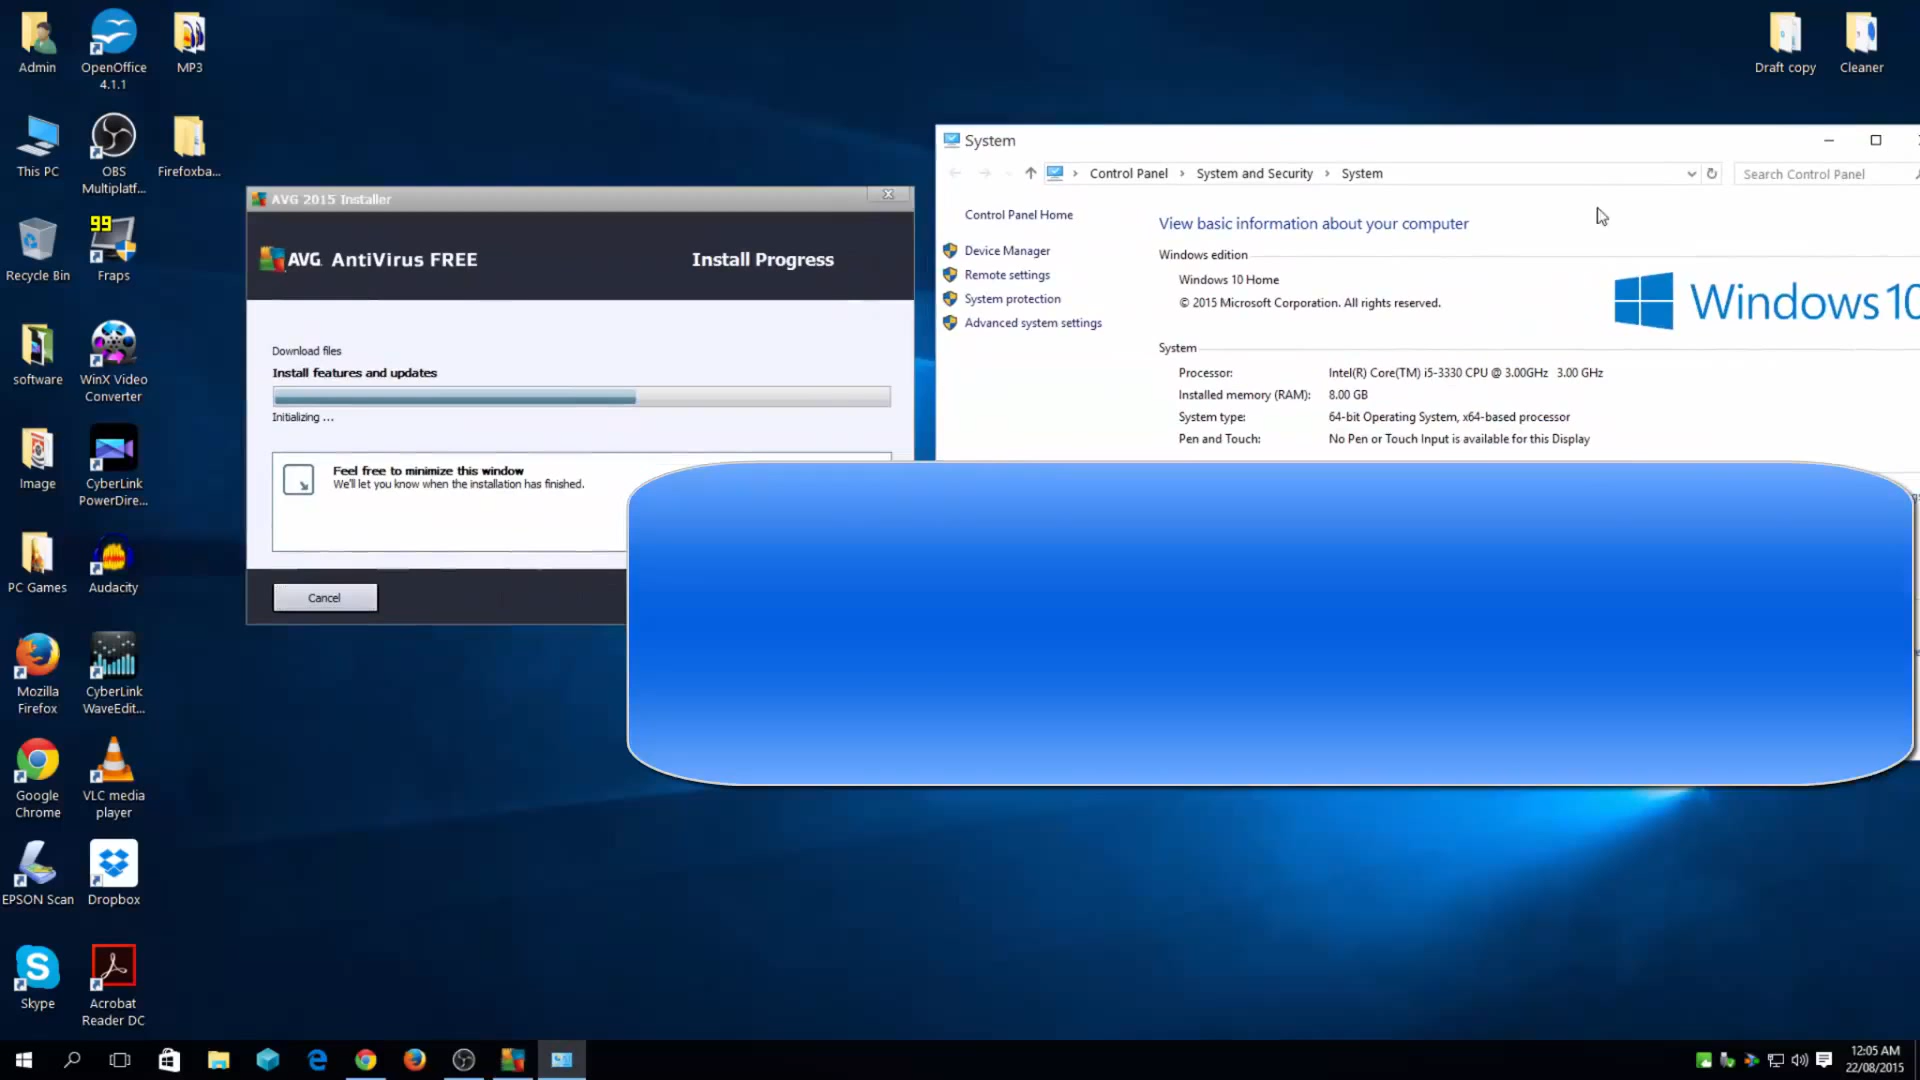 Admin
OpenOffice
4.1.1
MP3
Draft copy
Cleaner
This PC
OBS
Multiplatf...
Firefoxba...
Recycle Bin
99
Fraps
software
WinX Video
Converter
Image
CyberLink
PowerDire...
PC Games
Audacity
Mozilla
Firefox
CyberLink
WaveEdit...
Google
Chrome
VLC media
player
EPSON Scan
Dropbox
Skype
Acrobat
Reader DC
AVG 2015 Installer
AVG AntiVirus FREE
Install Progress
Download files
Install features and updates
Initializing ...
Feel free to minimize this window
We'll let you know when the installation has finished.
Cancel
System
Control Panel > System and Security > System
Search Control Panel
Control Panel Home
Device Manager
Remote settings
System protection
Advanced system settings
View basic information about your computer
Windows edition
Windows 10 Home
© 2015 Microsoft Corporation. All rights reserved.
Windows 10
System
Processor: Intel(R) Core(TM) i5-3330 CPU @ 3.00GHz 3.00 GHz
Installed memory (RAM): 8.00 GB
System type: 64-bit Operating System, x64-based processor
Pen and Touch: No Pen or Touch Input is available for this Display
12:05 AM
22/08/2015